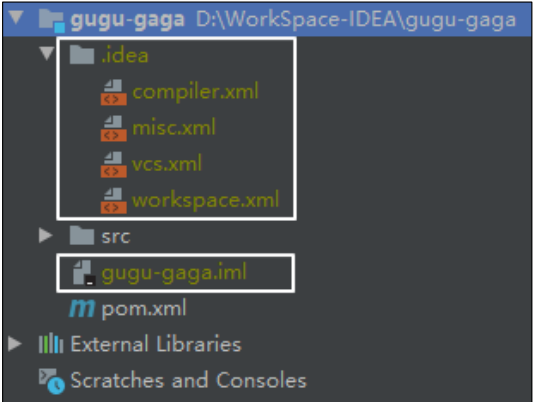 gugu-gaga D:\WorkSpace-IDEA\gugu-gaga
.idea
compiler.xml
misc.xml
vcs.xml
workspace.xml
src
gugu-gaga.iml
m pom.xml
External Libraries
Scratches and Consoles